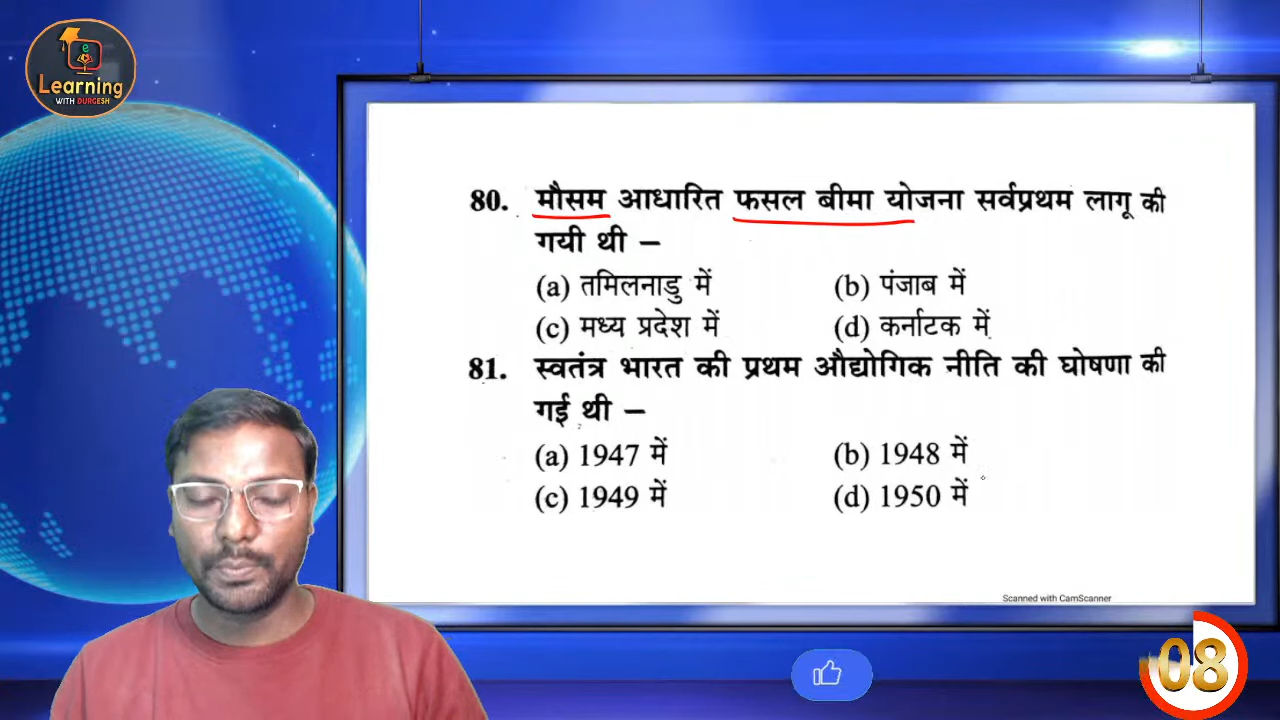 e
Learning
WITH DURGESH
80. मौसम आधारित फसल बीमा योजना सर्वप्रथम लागू की
गयी थी –
(a) तमिलनाडु में (b) पंजाब में
(c) मध्य प्रदेश में (d) कर्नाटक में
81. स्वतंत्र भारत की प्रथम औद्योगिक नीति की घोषणा की
गई थी –
(a) 1947 में (b) 1948 में
(c) 1949 में (d) 1950 में
Scanned with CamScanner
08